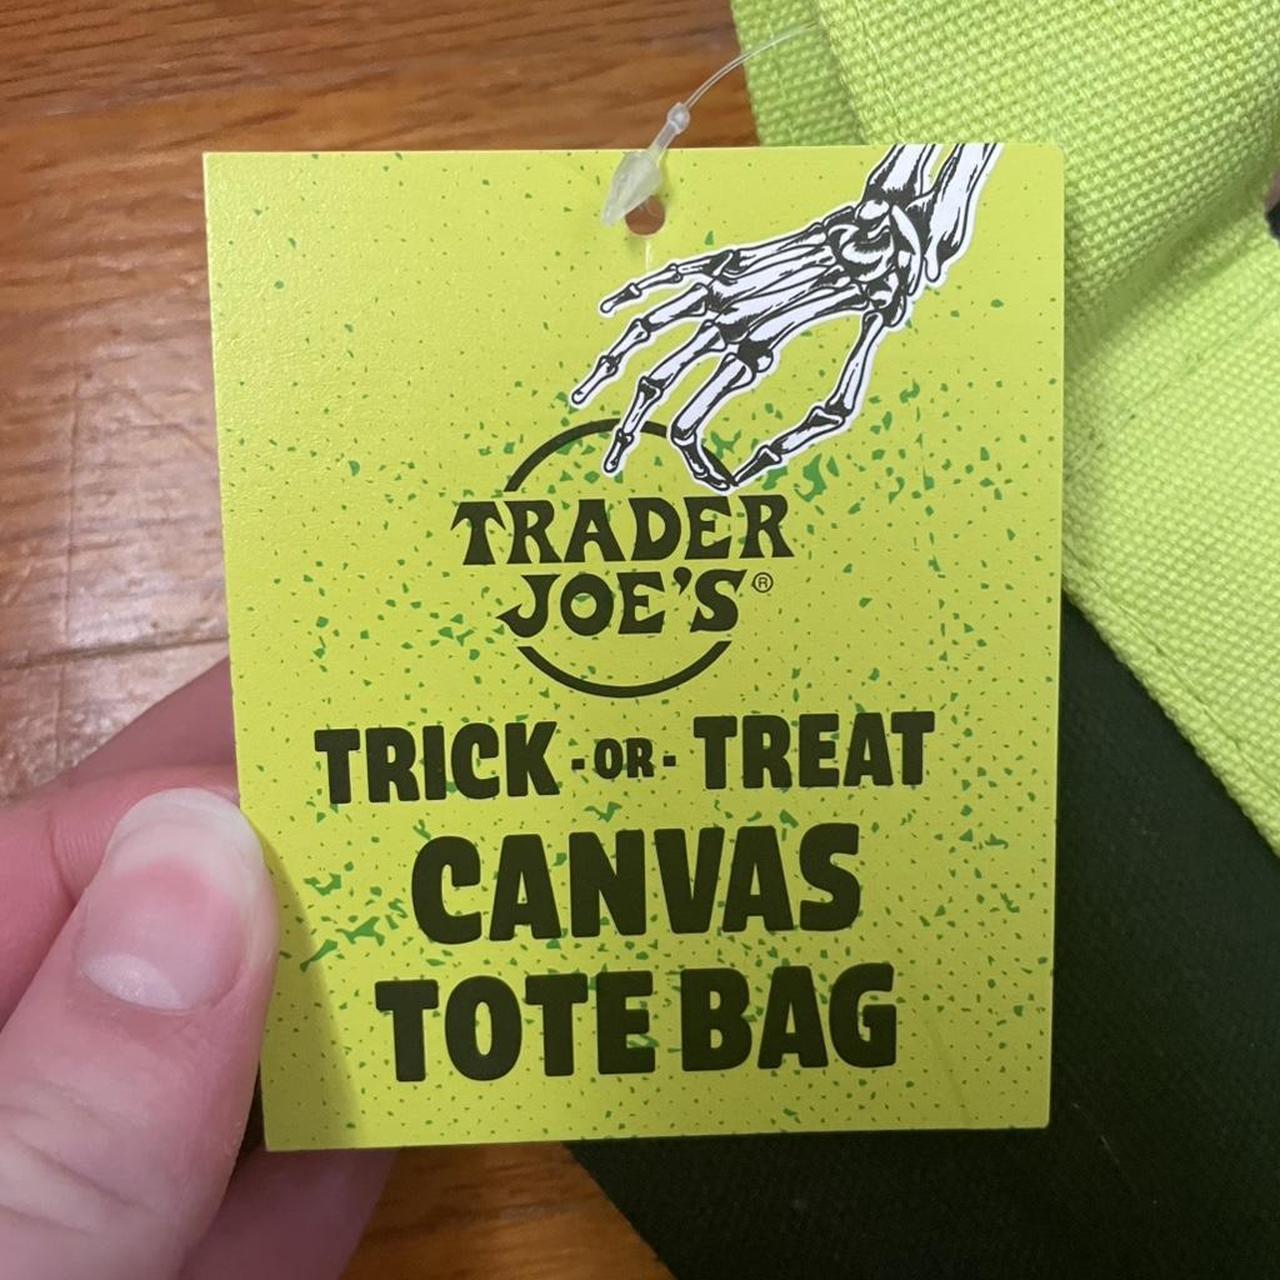 TRADER
JOE'S®
TRICK -OR- TREAT
CANVAS
TOTE BAG